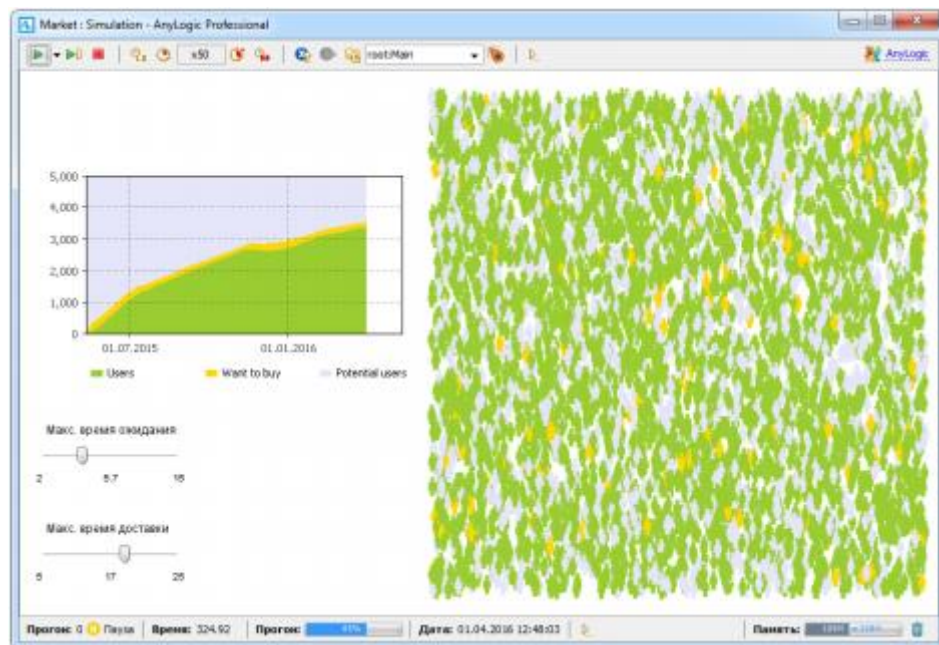 Market : Simulation - AnyLogic Professional
x50 root:Main AnyLogic
5,000
4,000
3,000
2,000
1,000
0
01.07.2015 01.01.2016
Users Want to buy Potential users
Макс. время ожидания
2 5.7 15
Макс. время доставки
17 25
Прогон: 0 Пауза Время: 324.92 Прогон: Дата: 01.04.2016 12:48:03 Память: